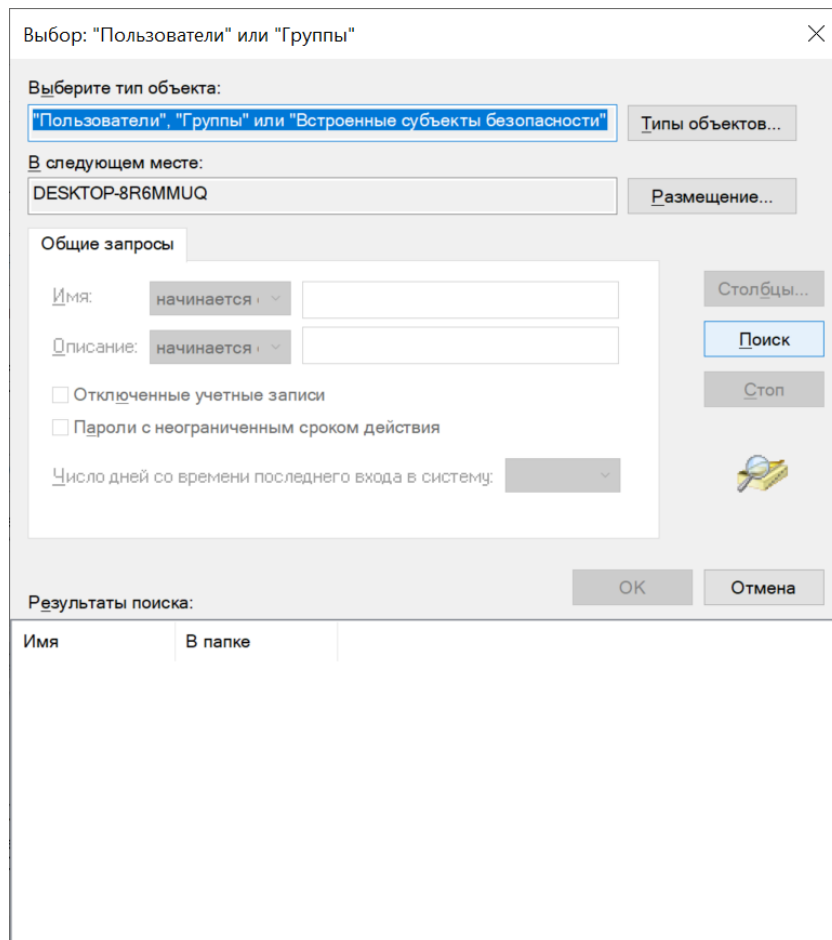 Выбор: "Пользователи" или "Группы"
Выберите тип объекта:
"Пользователи", "Группы" или "Встроенные субъекты безопасности"
Типы объектов...
В следующем месте:
DESKTOP-8R6MMUQ
Размещение...
Общие запросы
Имя:
начинается
Столбцы...
Описание:
начинается
Поиск
Отключенные учетные записи
Стоп
Пароли с неограниченным сроком действия
Число дней со времени последнего входа в систему:
OK
Отмена
Результаты поиска:
Имя
В папке